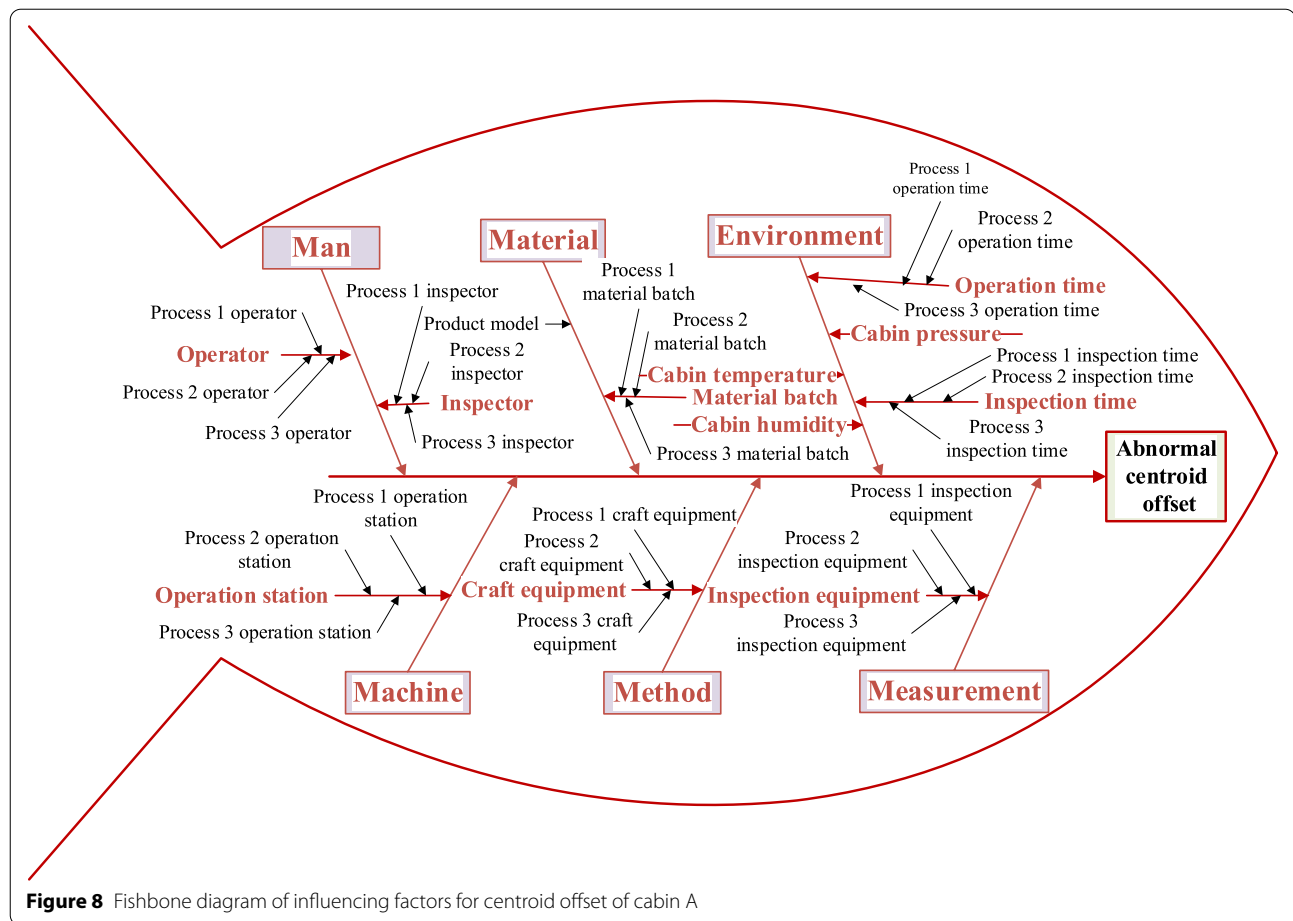 Man
Material
Environment
Process 1
operation time
Process 2
operation time
Operation time
Process 3 operation time
Process 1 inspector
Process 1 operator
Operator
Process 2 operator
Process 3 operator
Process 2
inspector
Inspector
Process 3 inspector
Product model
Process 1
material batch
Process 2
material batch
Material batch
Process 3 material batch
Cabin pressure
Cabin temperature
Cabin humidity
Process 1 inspection time
Process 2 inspection time
Inspection time
Process 3
inspection time
Abnormal
centroid
offset
Process 1 operation
station
Process 2 operation
station
Operation station
Process 3 operation station
Process 1 craft equipment
Process 2
craft equipment
Craft equipment
Process 3 craft
equipment
Process 1 inspection
equipment
Process 2
inspection equipment
Inspection equipment
Process 3
inspection equipment
Machine
Method
Measurement
Figure 8 Fishbone diagram of influencing factors for centroid offset of cabin A